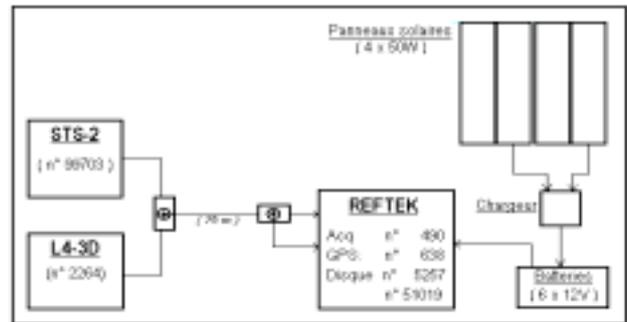 Panneaux solaires
( 4 x 50W )
STS-2
( n° 99703 )
L4-3D
(n° 2264)
REFTEK
Acq n° 490
GPS: n° 638
Disque n° 5257
n° 51019
Chargeur
Batteries
( 6 x 12V )